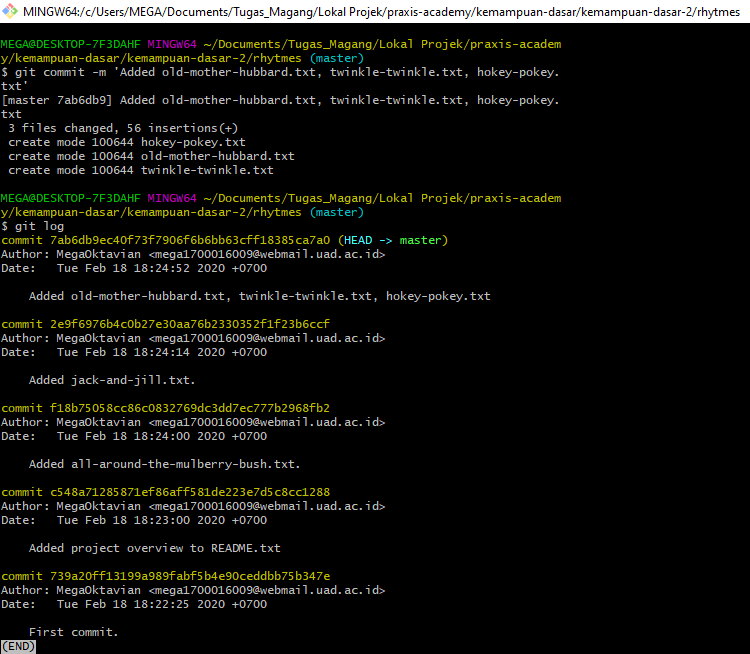 MINGW64:/c/Users/MEGA/Documents/Tugas_Magang/Lokal Projek/praxis-academy/kemampuan-dasar/kemampuan-dasar-2/rhytmes
MEGA@DESKTOP-7F3DAHF MINGW64 ~/Documents/Tugas_Magang/Lokal Projek/praxis-academ
y/kemampuan-dasar/kemampuan-dasar-2/rhytmes (master)
$ git commit -m 'Added old-mother-hubbard.txt, twinkle-twinkle.txt, hokey-pokey.
txt'
[master 7ab6db9] Added old-mother-hubbard.txt, twinkle-twinkle.txt, hokey-pokey.
txt
 3 files changed, 56 insertions(+)
 create mode 100644 hokey-pokey.txt
 create mode 100644 old-mother-hubbard.txt
 create mode 100644 twinkle-twinkle.txt
MEGA@DESKTOP-7F3DAHF MINGW64 ~/Documents/Tugas_Magang/Lokal Projek/praxis-academ
y/kemampuan-dasar/kemampuan-dasar-2/rhytmes (master)
$ git log
commit 7ab6db9ec40f73f7906f6b6bb63cff18385ca7a0 (HEAD -> master)
Author: MegaOktavian <mega1700016009@webmail.uad.ac.id>
Date:   Tue Feb 18 18:24:52 2020 +0700
    Added old-mother-hubbard.txt, twinkle-twinkle.txt, hokey-pokey.txt
commit 2e9f6976b4c0b27e30aa76b2330352f1f23b6ccf
Author: MegaOktavian <mega1700016009@webmail.uad.ac.id>
Date:   Tue Feb 18 18:24:14 2020 +0700
    Added jack-and-jill.txt.
commit f18b75058cc86c0832769dc3dd7ec777b2968fb2
Author: MegaOktavian <mega1700016009@webmail.uad.ac.id>
Date:   Tue Feb 18 18:24:00 2020 +0700
    Added all-around-the-mulberry-bush.txt.
commit c548a71285871ef86aff581de223e7d5c8cc1288
Author: MegaOktavian <mega1700016009@webmail.uad.ac.id>
Date:   Tue Feb 18 18:23:00 2020 +0700
    Added project overview to README.txt
commit 739a20ff13199a989fabf5b4e90ceddbb75b347e
Author: MegaOktavian <mega1700016009@webmail.uad.ac.id>
Date:   Tue Feb 18 18:22:25 2020 +0700
    First commit.
(END)